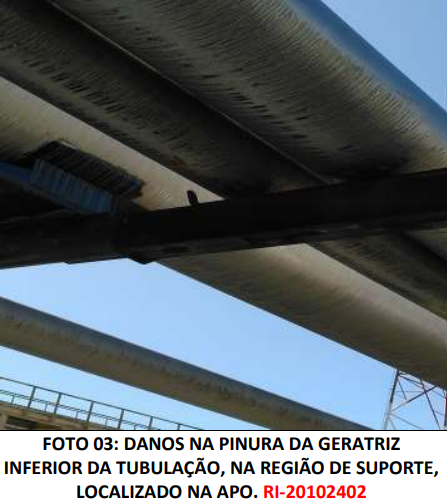 FOTO 03: DANOS NA PINURA DA GERATRIZ
INFERIOR DA TUBULAÇÃO, NA REGIÃO DE SUPORTE,
LOCALIZADO NA APO. RI-20102402